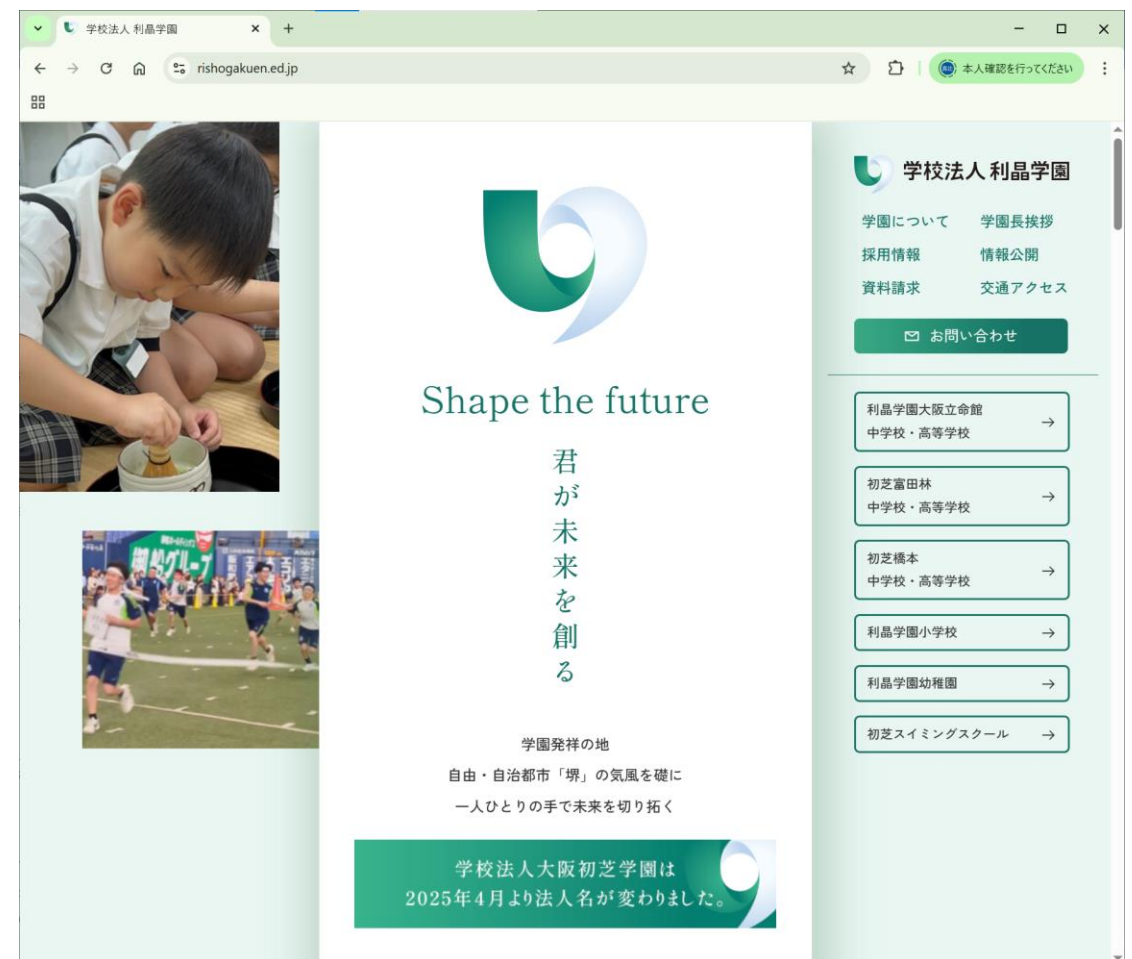 学校法人 利晶学園
rishogakuen.ed.jp
本人確認を行ってください
学校法人 利晶学園
学園について 学園長挨拶
採用情報 情報公開
資料請求 交通アクセス
お問い合わせ
利晶学園大阪立命館
中学校・高等学校
初芝富田林
中学校・高等学校
初芝橋本
中学校・高等学校
利晶学園小学校
利晶学園幼稚園
初芝スイミングスクール
Shape the future
君が未来を創る
学園発祥の地
自由・自治都市「堺」の気風を礎に
一人ひとりの手で未来を切り拓く
学校法人大阪初芝学園は
2025年4月より法人名が変わりました。